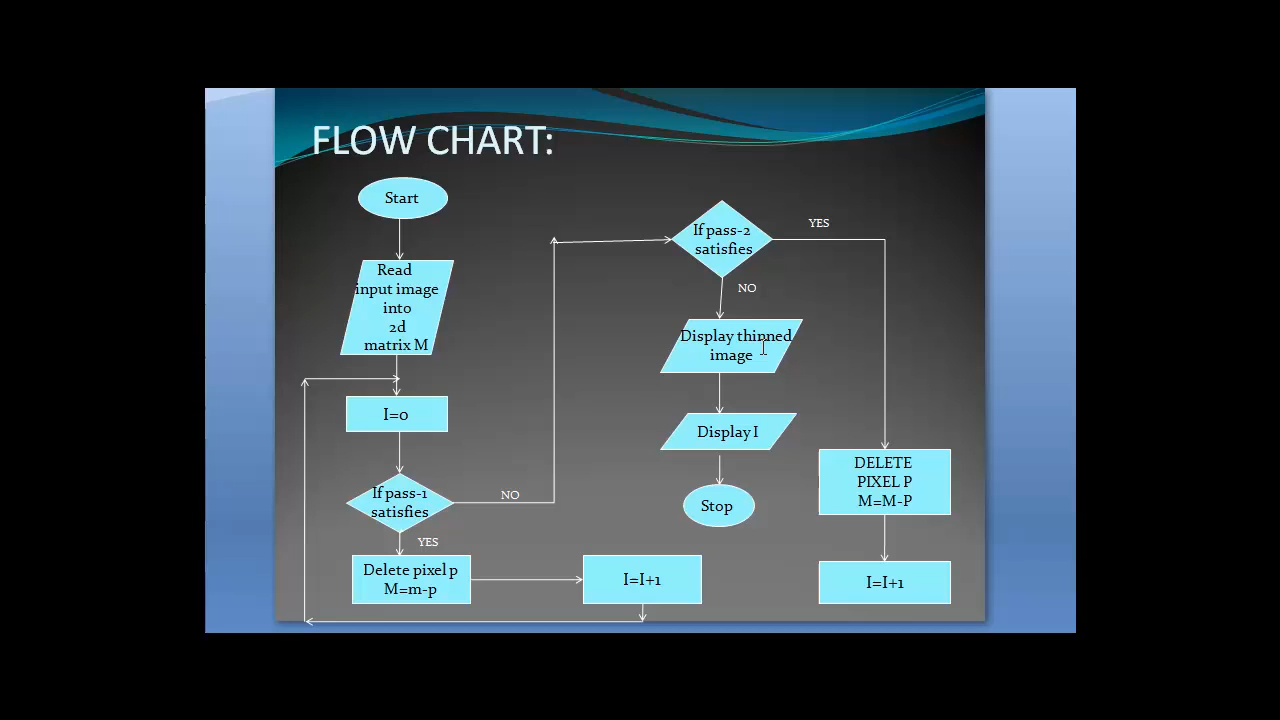 FLOW CHART:
Start
Read
input image
into
2d
matrix M
I=0
If pass-1
satisfies
NO
YES
Delete pixel p
M=m-p
I=I+1
If pass-2
satisfies
YES
NO
Display thinned
image
Display I
Stop
DELETE
PIXEL P
M=M-P
I=I+1